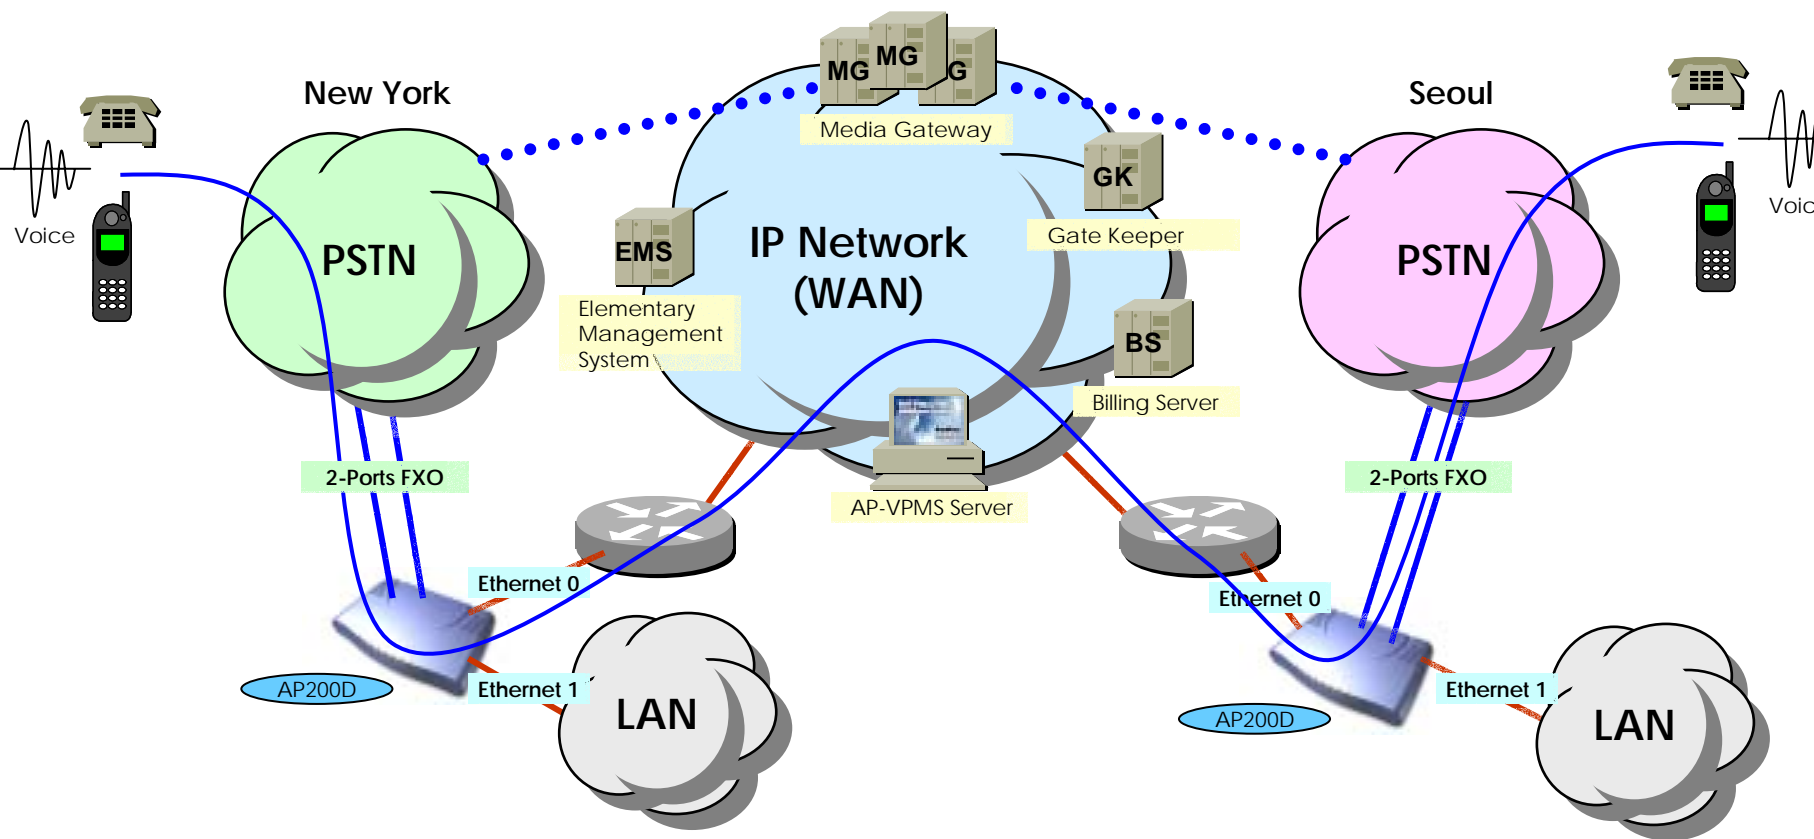 New York
Seoul
MG
MG
G
Media Gateway
GK
Gate Keeper
Voice
Voic
PSTN
EMS
IP Network
(WAN)
PSTN
Elementary
Management
System
BS
Billing Server
2-Ports FXO
AP-VPMS Server
2-Ports FXO
Ethernet 0
Ethernet 0
AP200D
Ethernet 1
LAN
AP200D
Ethernet 1
LAN